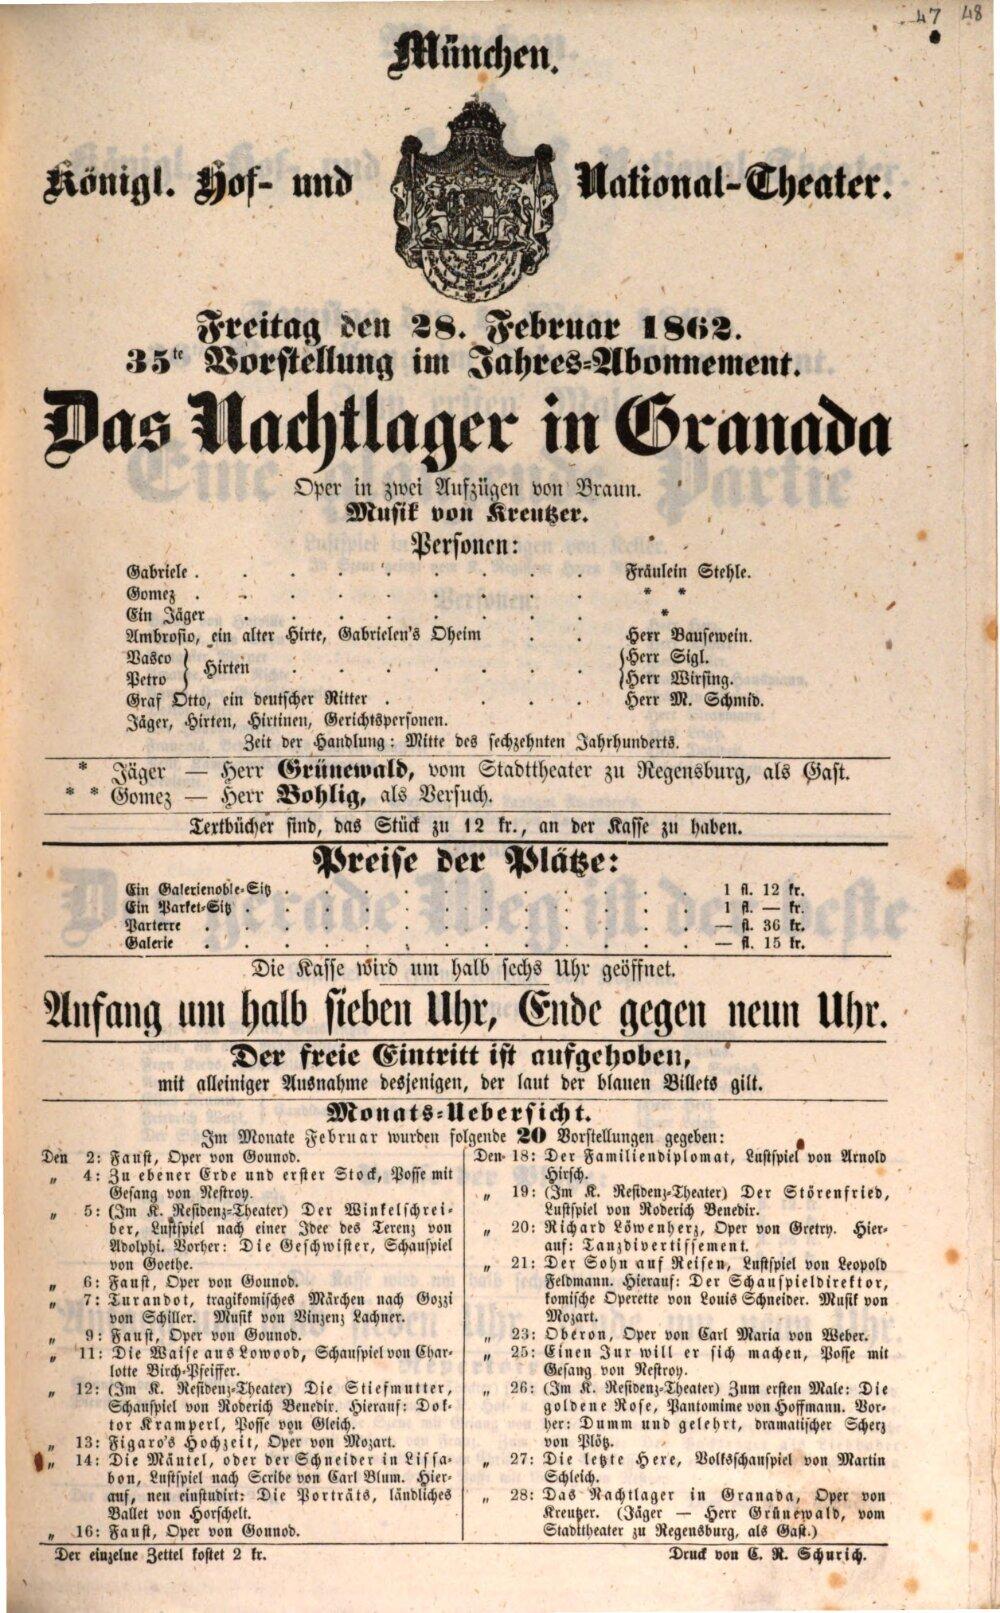 47 48
München.
Königl. Hof- und National-Theater.
Freitag den 28. Februar 1862.
35te Vorstellung im Jahres-Abonnement.
Das Nachtlager in Granada
Oper in zwei Aufzügen von Braun.
Musik von Kreutzer.
Personen:
Gabriele . . . . . . . . . Fräulein Stehle.
Gomez . . . . . . . . . * *
Ein Jäger . . . . . . . . *
Ambrosio, ein alter Hirte, Gabrielen's Oheim . . Herr Bausewein.
Vasco } Hirten . . . . . . { Herr Sigl.
Petro } { Herr Wirsing.
Graf Otto, ein deutscher Ritter . . . . Herr M. Schmid.
Jäger, Hirten, Hirtinen, Gerichtspersonen.
Zeit der Handlung: Mitte des sechzehnten Jahrhunderts.
* Jäger — Herr Grünewald, vom Stadttheater zu Regensburg, als Gast.
* * Gomez — Herr Bohlig, als Versuch.
Textbücher sind, das Stück zu 12 kr., an der Kasse zu haben.
Preise der Plätze:
Ein Galerienoble-Sitz . . . . . . . . . . . . 1 fl. 12 kr.
Ein Parket-Sitz . . . . . . . . . . . . 1 fl. — kr.
Parterre . . . . . . . . . . . . — fl. 36 kr.
Galerie . . . . . . . . . . . . — fl. 15 kr.
Die Kasse wird um halb sechs Uhr geöffnet.
Anfang um halb sieben Uhr, Ende gegen neun Uhr.
Der freie Eintritt ist aufgehoben,
mit alleiniger Ausnahme desjenigen, der laut der blauen Billets gilt.
Monats-Uebersicht.
Im Monate Februar wurden folgende 20 Vorstellungen gegeben:
Den 2: Faust, Oper von Gounod.
„ 4: Zu ebener Erde und erster Stock, Posse mit
Gesang von Nestroy.
„ 5: (Im K. Residenz-Theater) Der Winkelschrei-
ber, Lustspiel nach einer Idee des Terenz von
Adolphi. Vorher: Die Geschwister, Schauspiel
von Goethe.
„ 6: Faust, Oper von Gounod.
„ 7: Turandot, tragikomisches Märchen nach Gozzi
von Schiller. Musik von Vinzenz Lachner.
„ 9: Faust, Oper von Gounod.
„ 11: Die Waise aus Lowood, Schauspiel von Char-
lotte Birch-Pfeiffer.
„ 12: (Im K. Residenz-Theater) Die Stiefmutter,
Schauspiel von Roderich Benedir. Hierauf: Dok-
tor Kramperl, Posse von Gleich.
„ 13: Figaro's Hochzeit, Oper von Mozart.
„ 14: Die Mäntel, oder der Schneider in Lissa-
bon, Lustspiel nach Scribe von Carl Blum. Hier-
auf, neu einstudirt: Die Porträts, ländliches
Ballet von Horschelt.
„ 16: Faust, Oper von Gounod.
Den 18: Der Familiendiplomat, Lustspiel von Arnold
Hirsch.
„ 19: (Im K. Residenz-Theater) Der Störenfried,
Lustspiel von Roderich Benedir.
„ 20: Richard Löwenherz, Oper von Gretry. Hier-
auf: Tanzdivertissement.
„ 21: Der Sohn auf Reisen, Lustspiel von Leopold
Feldmann. Hierauf: Der Schauspieldirektor,
komische Operette von Louis Schneider. Musik von
Mozart.
„ 23: Oberon, Oper von Carl Maria von Weber.
„ 25: Einen Jux will er sich machen, Posse mit
Gesang von Nestroy.
„ 26: (Im K. Residenz-Theater) Zum ersten Male: Die
goldene Rose, Pantomime von Hoffmann. Vor-
her: Dumm und gelehrt, dramatischer Scherz
von Plötz.
„ 27: Die letzte Hexe, Volksschauspiel von Martin
Schleich.
„ 28: Das Nachtlager in Granada, Oper von
Kreutzer. (Jäger — Herr Grünewald, vom
Stadttheater zu Regensburg, als Gast.)
Der einzelne Zettel kostet 2 kr.
Druck von C. R. Schurich.